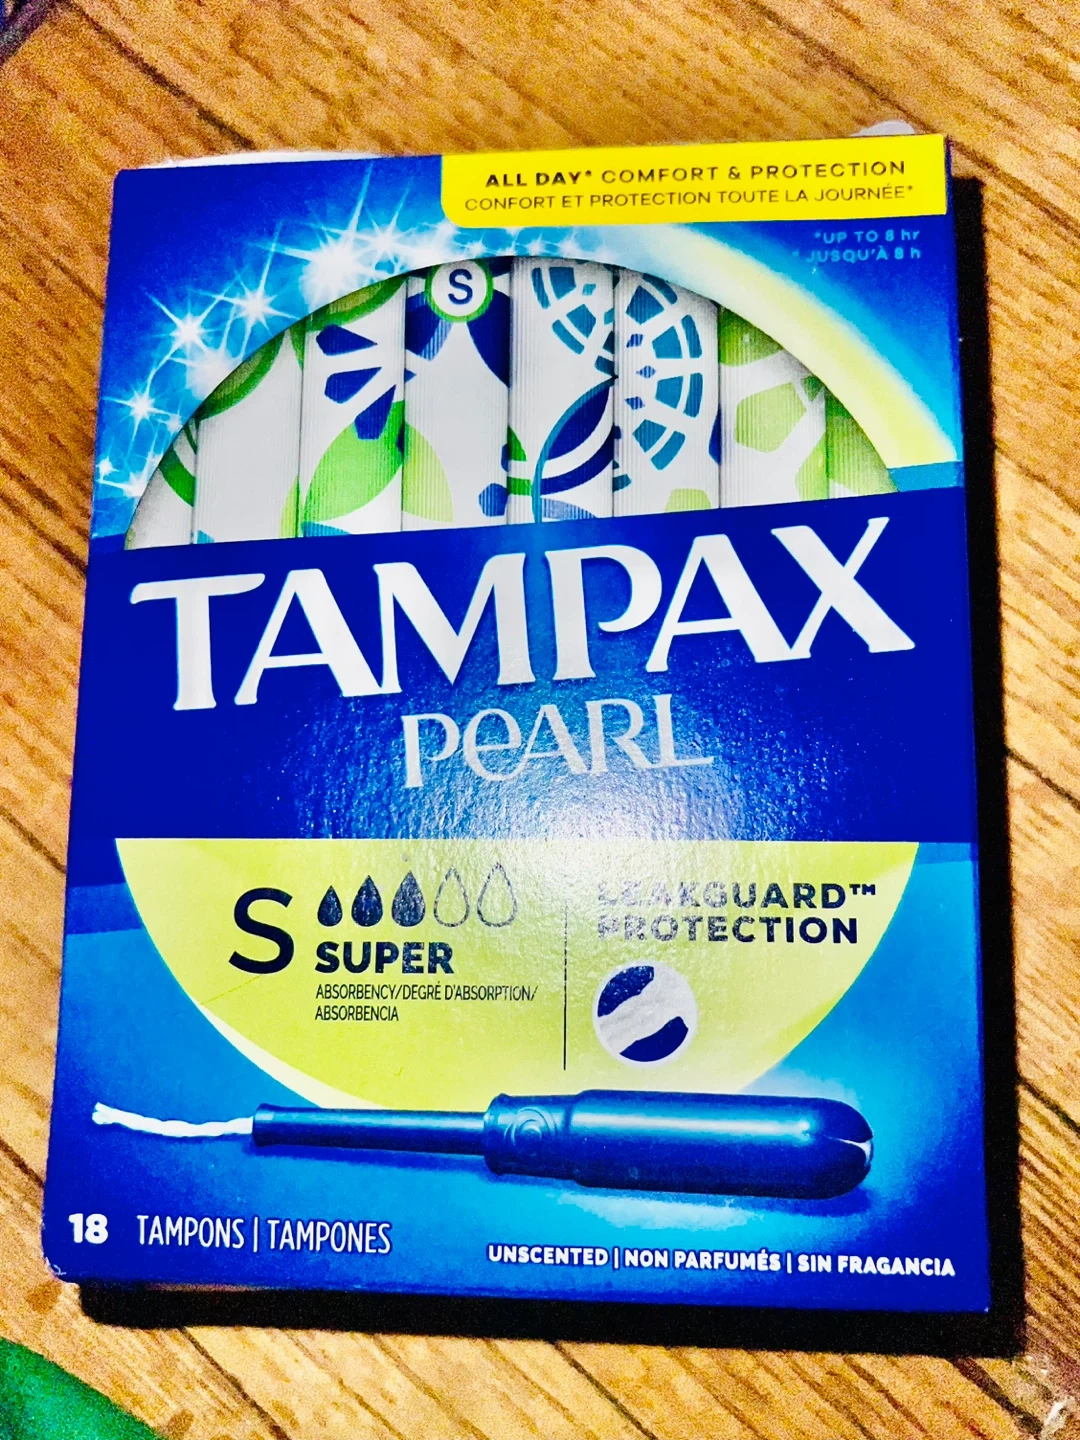 ALL DAY* COMFORT & PROTECTION
CONFORT ET PROTECTION TOUTE LA JOURNÉE*
*UP TO 8 hr
*JUSQU'À 8 h
S
TAMPAX
PEARL
S
SUPER
ABSORBENCY/DEGRÉ D'ABSORPTION/
ABSORBENCIA
LEAKGUARD™
PROTECTION
18 TAMPONS | TAMPONES
UNSCENTED | NON PARFUMÉS | SIN FRAGANCIA